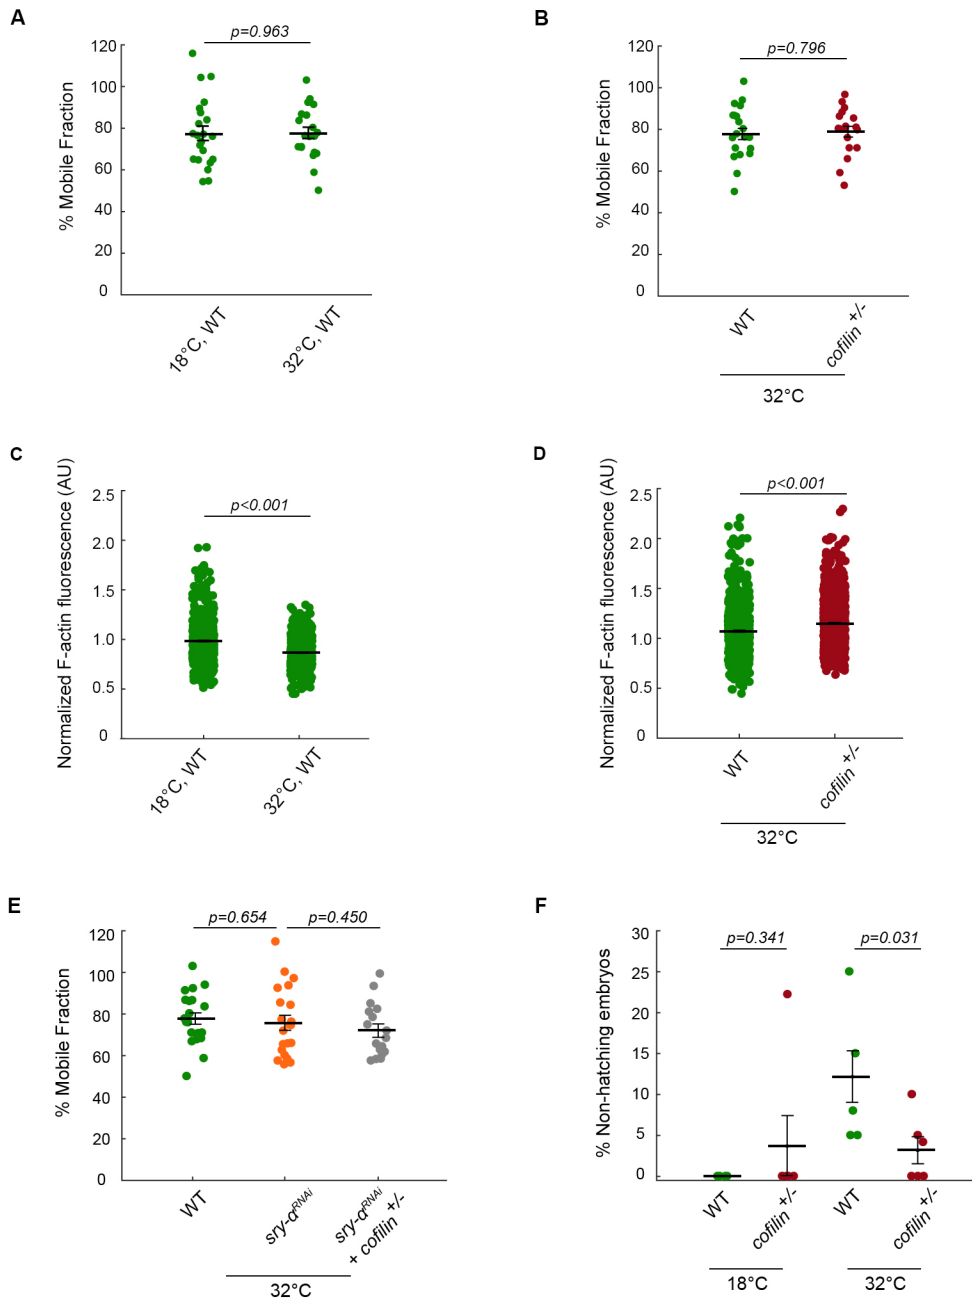 A
p=0.963
% Mobile Fraction
120
100
80
60
40
20
0
18°C, WT
32°C, WT
B
p=0.796
% Mobile Fraction
120
100
80
60
40
20
0
WT
cofilin +/-
32°C
C
p<0.001
Normalized F-actin fluorescence (AU)
2.5
2.0
1.5
1.0
0.5
0
18°C, WT
32°C, WT
D
p<0.001
Normalized F-actin fluorescence (AU)
2.5
2.0
1.5
1.0
0.5
0
WT
cofilin +/-
32°C
E
p=0.654
p=0.450
% Mobile Fraction
120
100
80
60
40
20
0
WT
sry-α^RNAi
sry-α^RNAi
+ cofilin +/-
32°C
F
p=0.341
p=0.031
% Non-hatching embryos
30
25
20
15
10
5
0
WT
cofilin +/-
WT
cofilin +/-
18°C
32°C